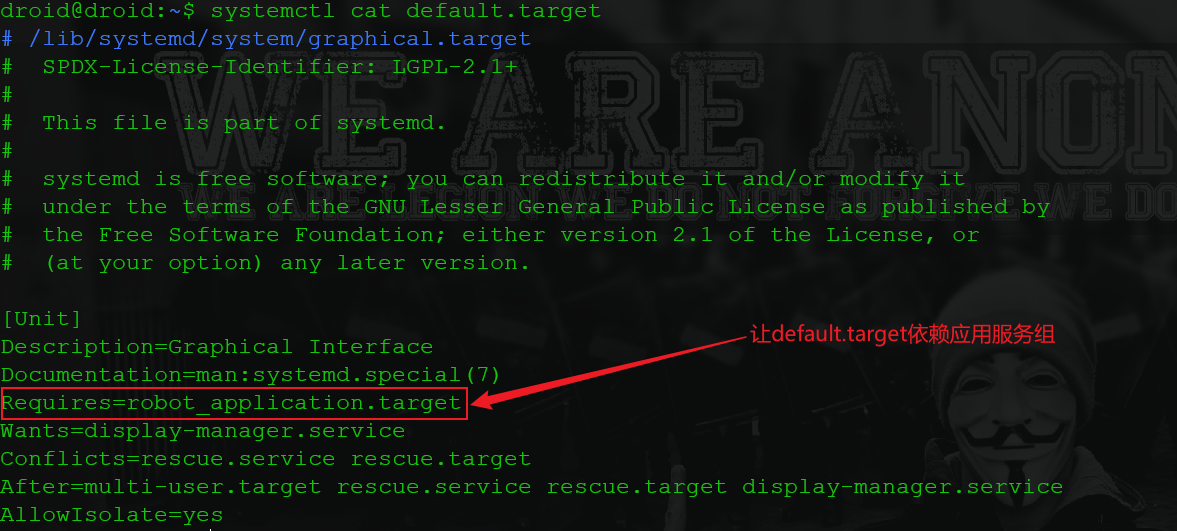 droid@droid:~$ systemctl cat default.target
# /lib/systemd/system/graphical.target
#  SPDX-License-Identifier: LGPL-2.1+
#
#  This file is part of systemd.
#
#  systemd is free software; you can redistribute it and/or modify it
#  under the terms of the GNU Lesser General Public License as published by
#  the Free Software Foundation; either version 2.1 of the License, or
#  (at your option) any later version.
[Unit]
Description=Graphical Interface
Documentation=man:systemd.special(7)
Requires=robot_application.target
Wants=display-manager.service
Conflicts=rescue.service rescue.target
After=multi-user.target rescue.service rescue.target display-manager.service
AllowIsolate=yes
让default.target依赖应用服务组
WE ARE ANON
WE ARE LEGION WE DO NOT FORGIVE WE DO